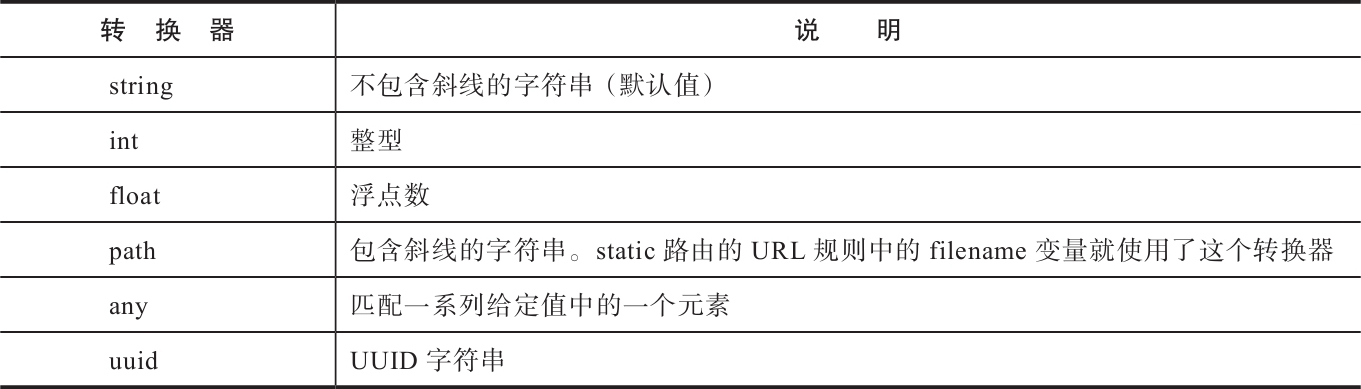 转 换 器 说 明
string 不包含斜线的字符串（默认值）
int 整型
float 浮点数
path 包含斜线的字符串。static 路由的 URL 规则中的 filename 变量就使用了这个转换器
any 匹配一系列给定值中的一个元素
uuid UUID 字符串